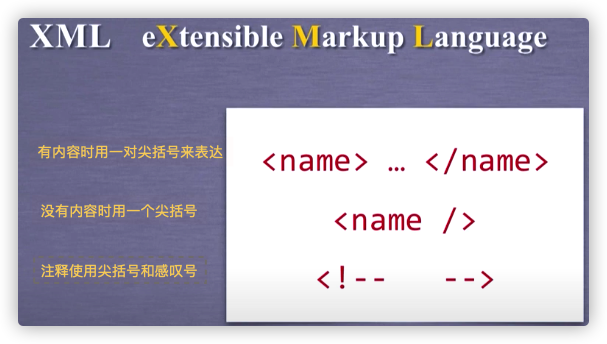 XML eXtensible Markup Language
有内容时用一对尖括号来表达
<name> … </name>
没有内容时用一个尖括号
<name />
注释使用尖括号和感叹号
<!-- -->